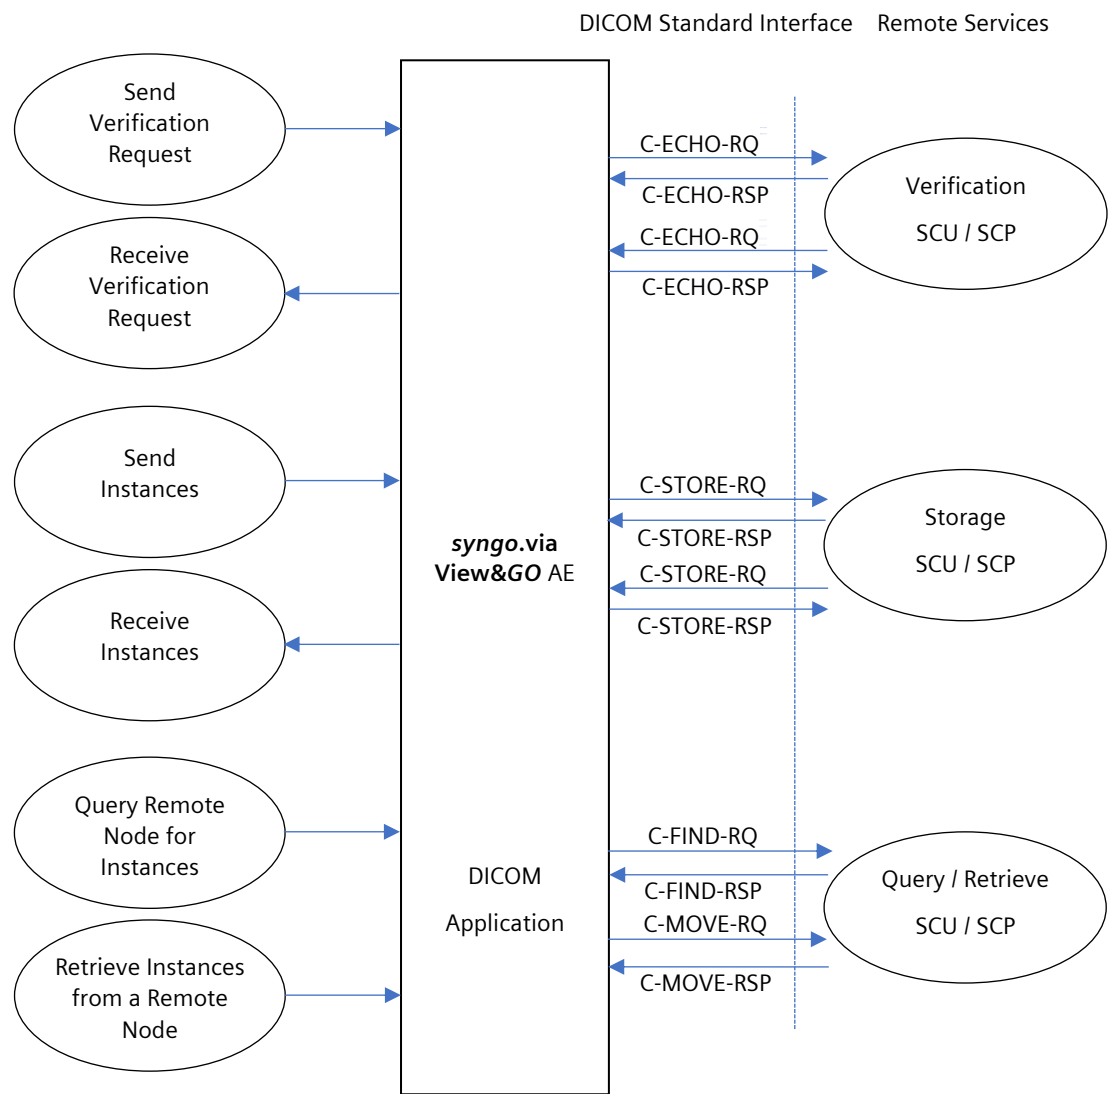 DICOM Standard Interface Remote Services
Send
Verification
Request
Receive
Verification
Request
Send
Instances
Receive
Instances
Query Remote
Node for
Instances
Retrieve Instances
from a Remote
Node
syngo.via
View&GO AE
DICOM
Application
C-ECHO-RQ
C-ECHO-RSP
C-ECHO-RQ
C-ECHO-RSP
C-STORE-RQ
C-STORE-RSP
C-STORE-RQ
C-STORE-RSP
C-FIND-RQ
C-FIND-RSP
C-MOVE-RQ
C-MOVE-RSP
Verification
SCU / SCP
Storage
SCU / SCP
Query / Retrieve
SCU / SCP